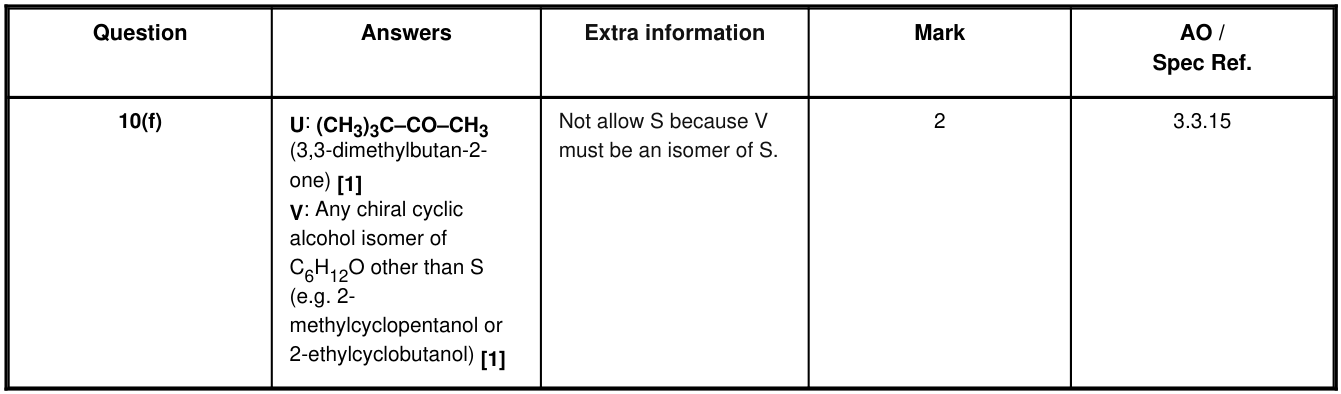 Question Answers Extra information Mark AO /
Spec Ref.
10(f) U: (CH₃)₃C–CO–CH₃ Not allow S because V 2 3.3.15
(3,3-dimethylbutan-2- must be an isomer of S.
one) [1]
V: Any chiral cyclic
alcohol isomer of
C₆H₁₂O other than S
(e.g. 2-
methylcyclopentanol or
2-ethylcyclobutanol) [1]